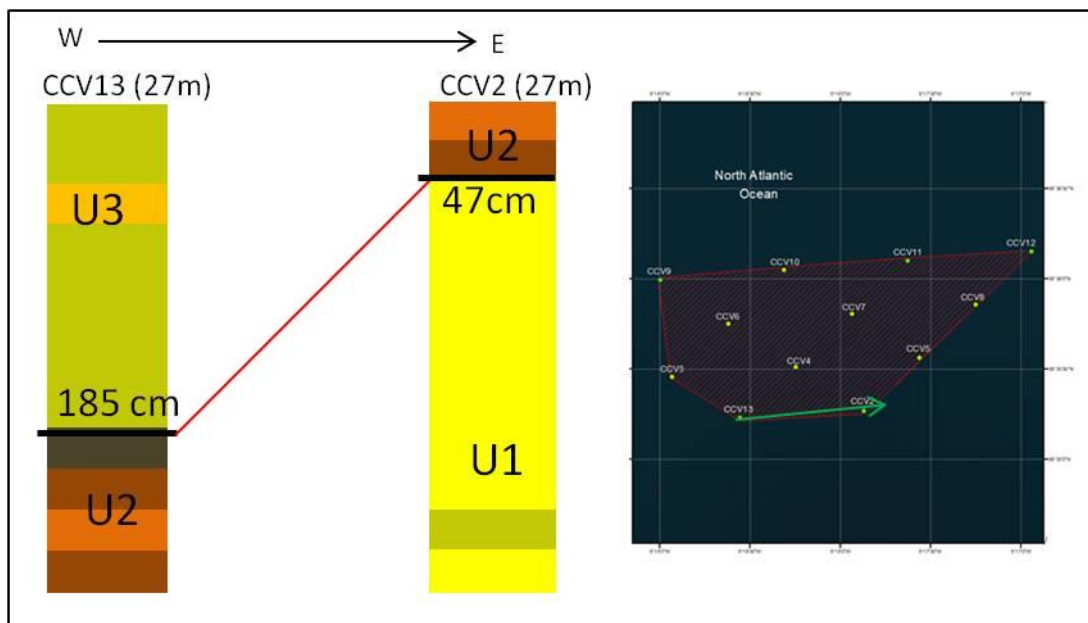 W
E
CCV13 (27m)
CCV2 (27m)
U3
185 cm
U2
U2
47cm
U1
North Atlantic
Ocean
CCV12
CCV11
CCV10
CCV9
CCV8
CCV7
CCV6
CCV5
CCV4
CCV3
CCV2
CCV13